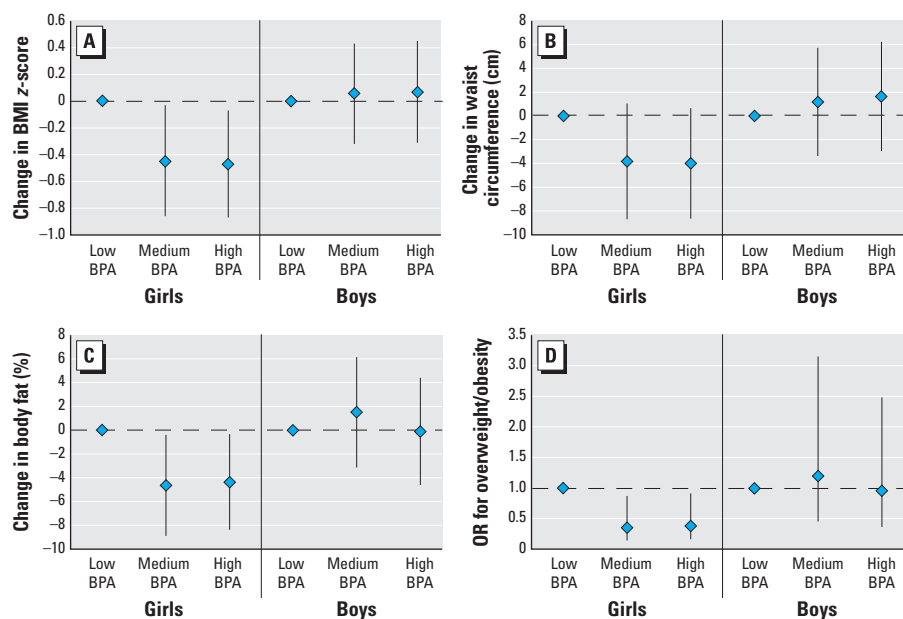 A
Change in BMI z-score
0.6
0.4
0.2
0
–0.2
–0.4
–0.6
–0.8
–1.0
Low Medium High Low Medium High
BPA BPA BPA BPA BPA BPA
Girls Boys
B
Change in waist
circumference (cm)
8
6
4
2
0
–2
–4
–6
–8
–10
Low Medium High Low Medium High
BPA BPA BPA BPA BPA BPA
Girls Boys
C
Change in body fat (%)
8
6
4
2
0
–2
–4
–6
–8
–10
Low Medium High Low Medium High
BPA BPA BPA BPA BPA BPA
Girls Boys
D
OR for overweight/obesity
3.5
3.0
2.5
2.0
1.5
1.0
0.5
0
Low Medium High Low Medium High
BPA BPA BPA BPA BPA BPA
Girls Boys